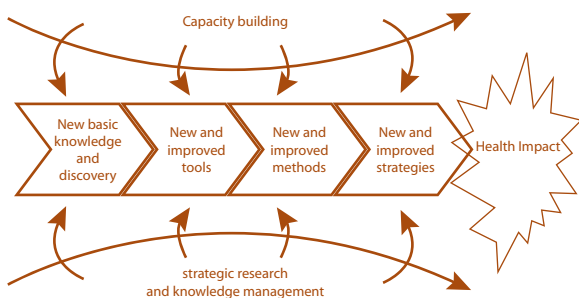 Capacity building
New basic
knowledge
and
discovery
New and
improved
tools
New and
improved
methods
New and
improved
strategies
Health Impact
strategic research
and knowledge management